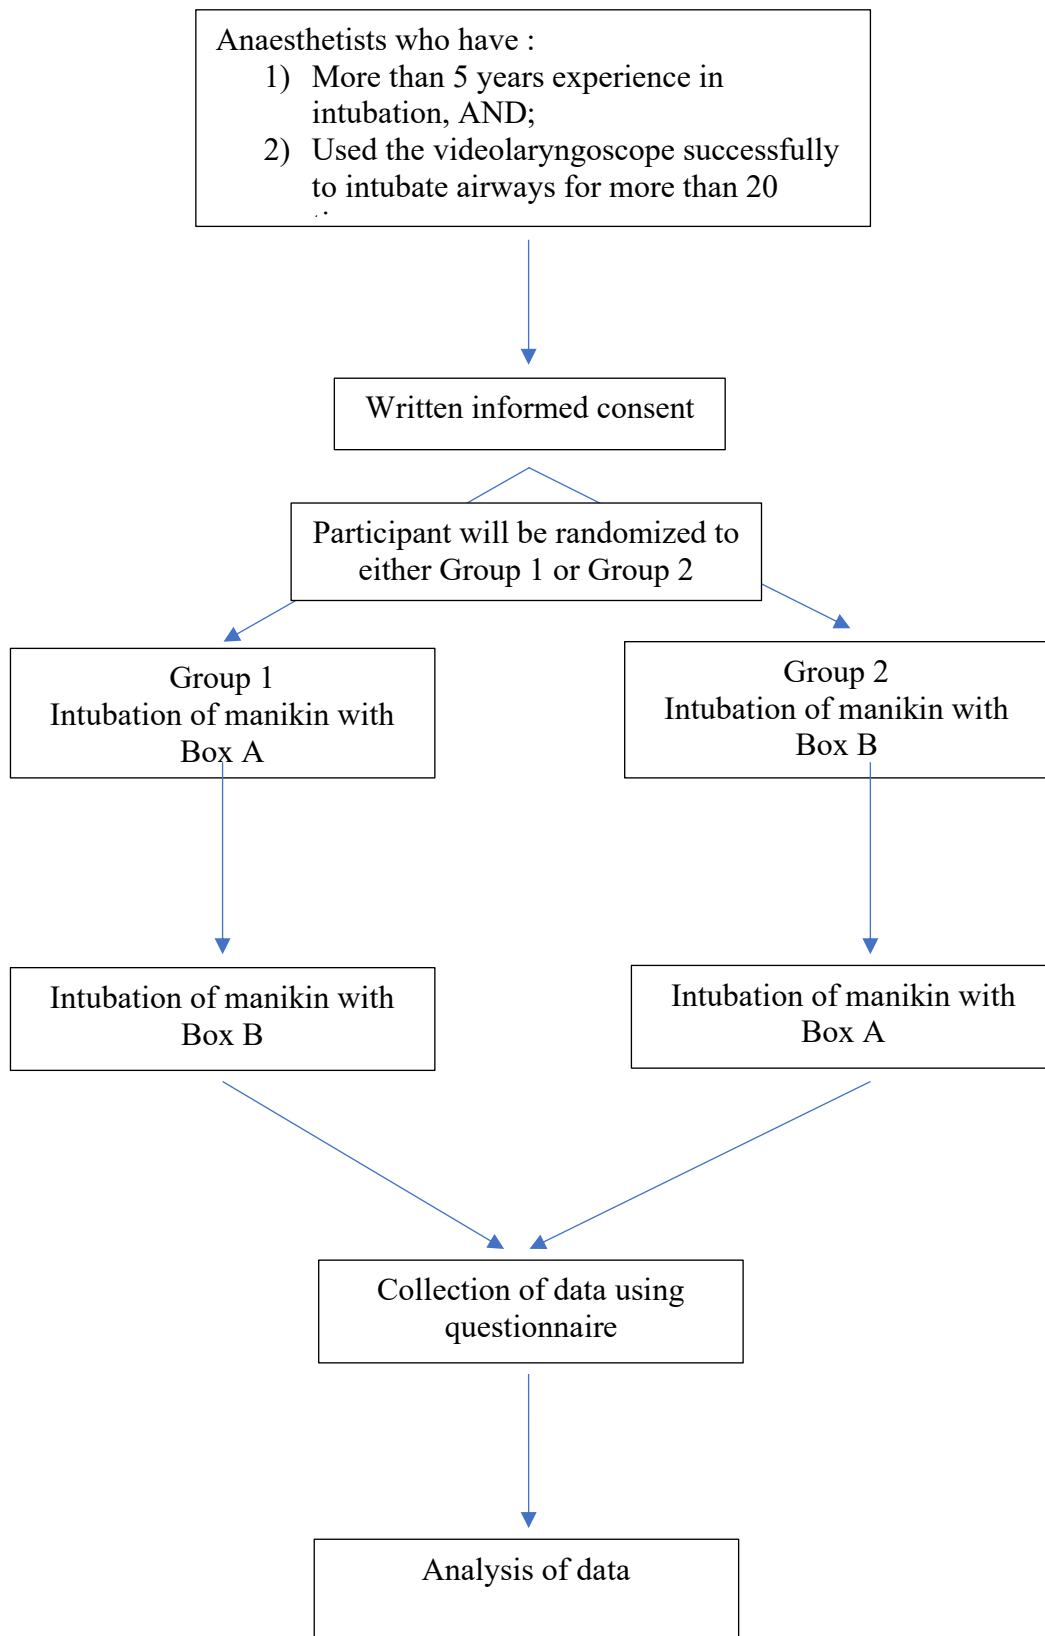 Anaesthetists who have :
1) More than 5 years experience in
intubation, AND;
2) Used the videolaryngoscope successfully
to intubate airways for more than 20
Written informed consent
Participant will be randomized to
either Group 1 or Group 2
Group 1
Intubation of manikin with
Box A
Group 2
Intubation of manikin with
Box B
Intubation of manikin with
Box B
Intubation of manikin with
Box A
Collection of data using
questionnaire
Analysis of data